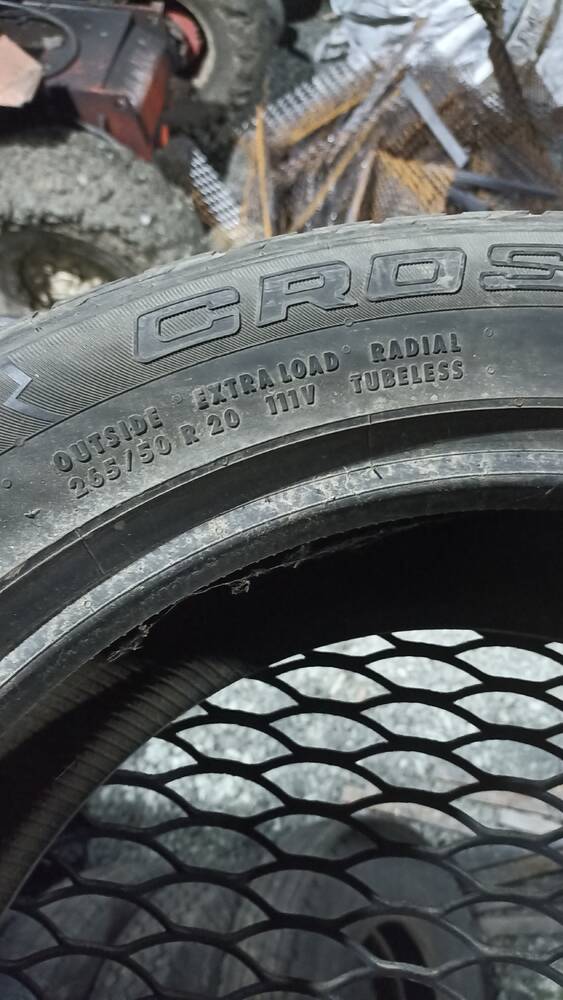 CROS
OUTSIDE EXTRA LOAD RADIAL
265/50 R 20 111V TUBELESS